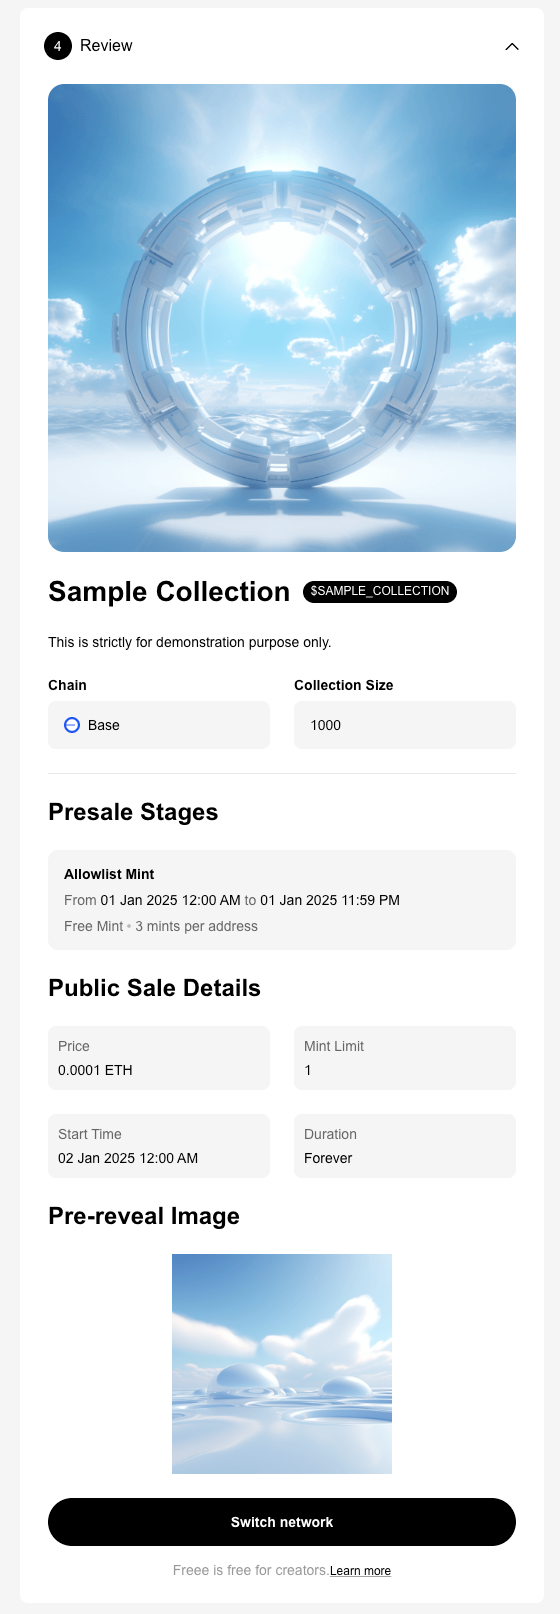 4 Review
Sample Collection $SAMPLE_COLLECTION
This is strictly for demonstration purpose only.
Chain Collection Size
Base 1000
Presale Stages
Allowlist Mint
From 01 Jan 2025 12:00 AM to 01 Jan 2025 11:59 PM
Free Mint • 3 mints per address
Public Sale Details
Price Mint Limit
0.0001 ETH 1
Start Time Duration
02 Jan 2025 12:00 AM Forever
Pre-reveal Image
Switch network
Freee is free for creators.Learn more